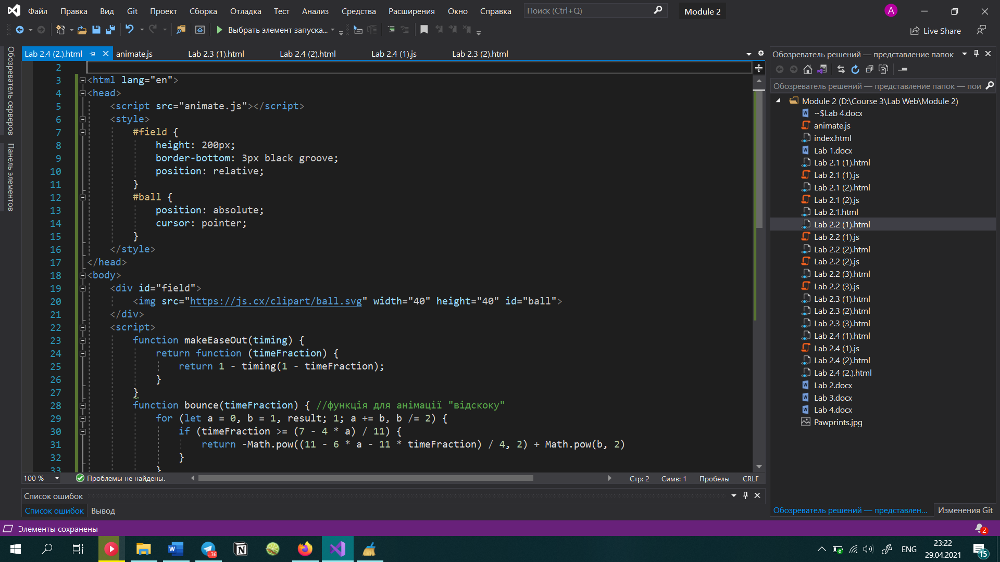 Файл Правка Вид Git Проект Сборка Отладка Тест Анализ Средства Расширения Окно Справка Поиск (Ctrl+Q) Module 2 A
Выбрать элемент запуска... Live Share
Обозреватель серверов
Панель элементов
Lab 2.4 (2.).html animate.js Lab 2.3 (1).html Lab 2.4 (2).html Lab 2.4 (1).js Lab 2.3 (2).html
2
3 <html lang="en">
4 <head>
5 <script src="animate.js"></script>
6 <style>
7 #field {
8 height: 200px;
9 border-bottom: 3px black groove;
10 position: relative;
11 }
12 #ball {
13 position: absolute;
14 cursor: pointer;
15 }
16 </style>
17 </head>
18 <body>
19 <div id="field">
20 <img src="https://js.cx/clipart/ball.svg" width="40" height="40" id="ball">
21 </div>
22 <script>
23 function makeEaseOut(timing) {
24 return function (timeFraction) {
25 return 1 - timing(1 - timeFraction);
26 }
27 }
28 function bounce(timeFraction) { //функція для анімації "відскоку"
29 for (let a = 0, b = 1, result; 1; a += b, b /= 2) {
30 if (timeFraction >= (7 - 4 * a) / 11) {
31 return -Math.pow((11 - 6 * a - 11 * timeFraction) / 4, 2) + Math.pow(b, 2)
32 }
33 }
100 % Проблемы не найдены. Стр: 2 Симв: 1 Пробелы CRLF
Список ошибок
Список ошибок Вывод
Обозреватель решений — представление папок
Обозреватель решений — представление папок — пои
Module 2 (D:\Course 3\Lab Web\Module 2)
~$Lab 4.docx
animate.js
index.html
Lab 1.docx
Lab 2.1 (1).html
Lab 2.1 (1).js
Lab 2.1 (2).html
Lab 2.1 (2).js
Lab 2.1.html
Lab 2.2 (1).html
Lab 2.2 (1).js
Lab 2.2 (2).html
Lab 2.2 (2).js
Lab 2.2 (3).html
Lab 2.2 (3).js
Lab 2.3 (1).html
Lab 2.3 (2).html
Lab 2.3 (3).html
Lab 2.4 (1).html
Lab 2.4 (1).js
Lab 2.4 (2).html
Lab 2.4 (2.).html
Lab 2.docx
Lab 3.docx
Lab 4.docx
Pawprints.jpg
Обозреватель решений — представлен... Изменения Git
Элементы сохранены 2
36 ENG 23:22
29.04.2021 15